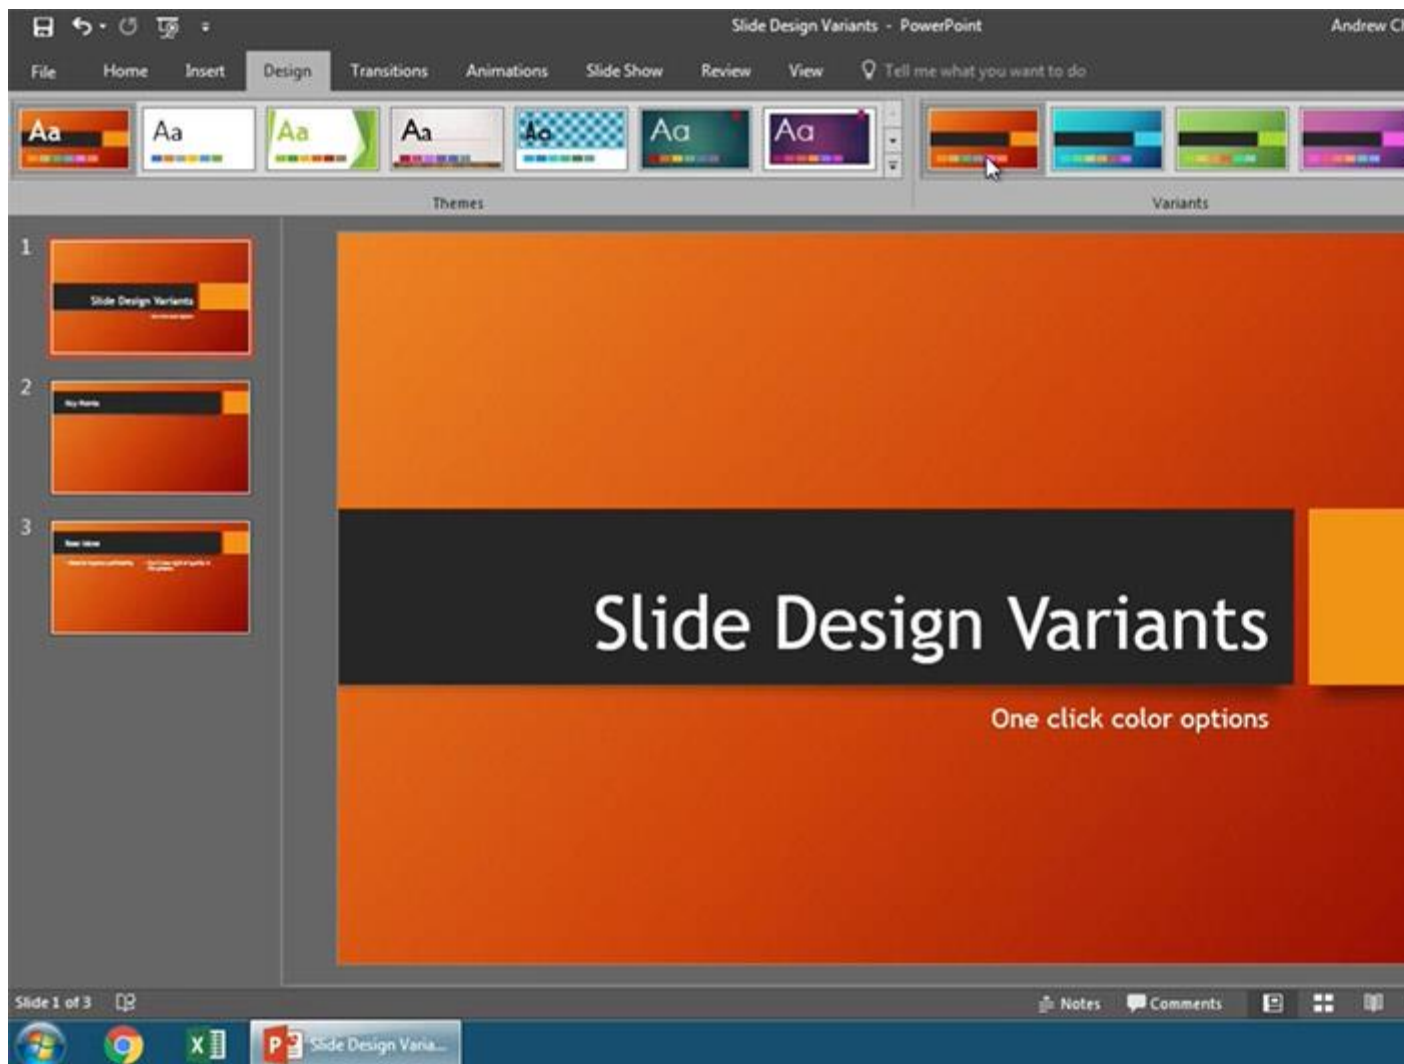 Slide Design Variants - PowerPoint
Andrew Cl
File Home Insert Design Transitions Animations Slide Show Review View Tell me what you want to do
Aa Aa Aa Aa Aa Aa Aa
Themes Variants
1
Slide Design Variants
2
Key Points
3
Slide Design Variants
One click color options
Slide 1 of 3 Notes Comments
Slide Design Varia...